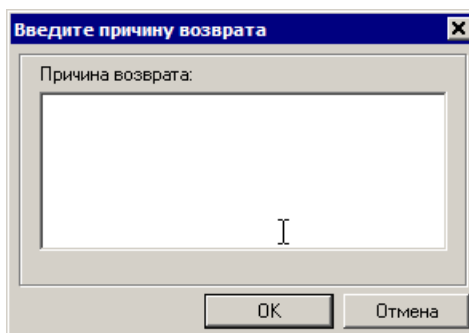 Введите причину возврата
Причина возврата:
OK
Отмена